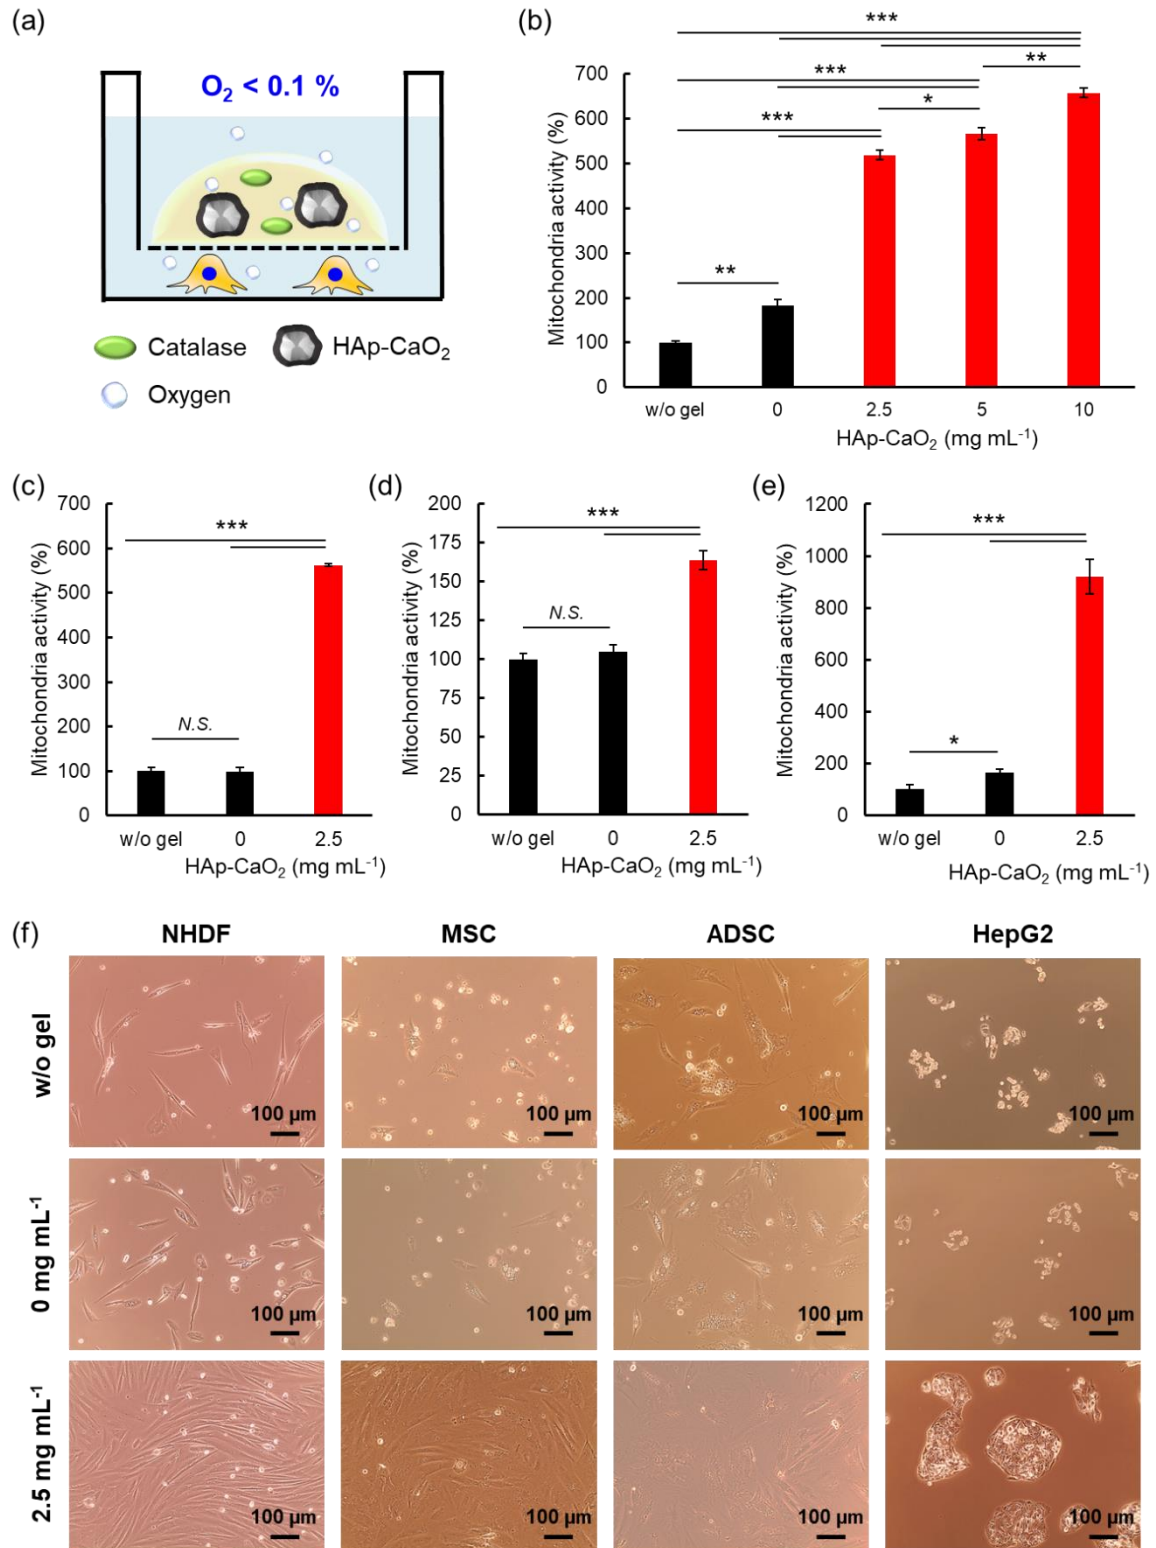 (a)
O₂ < 0.1 %
Catalase
HAp-CaO₂
Oxygen
(b)
***
**
***
*
***
**
Mitochondria activity (%)
700
600
500
400
300
200
100
0
w/o gel 0 2.5 5 10
HAp-CaO₂ (mg mL⁻¹)
(c)
Mitochondria activity (%)
700
600
500
400
300
200
100
0
***
N.S.
w/o gel 0 2.5
HAp-CaO₂ (mg mL⁻¹)
(d)
Mitochondria activity (%)
200
175
150
125
100
75
50
25
0
***
N.S.
w/o gel 0 2.5
HAp-CaO₂ (mg mL⁻¹)
(e)
Mitochondria activity (%)
1200
1000
800
600
400
200
0
***
*
w/o gel 0 2.5
HAp-CaO₂ (mg mL⁻¹)
(f)
NHDF MSC ADSC HepG2
w/o gel
100 µm 100 µm 100 µm 100 µm
0 mg mL⁻¹
100 µm 100 µm 100 µm 100 µm
2.5 mg mL⁻¹
100 µm 100 µm 100 µm 100 µm